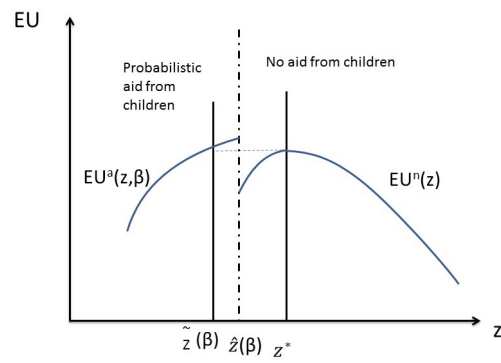 EU
Probabilistic
aid from
children
No aid from children
EUᵃ(z,β)
EUⁿ(z)
z̃ (β) ẑ(β) z*
z